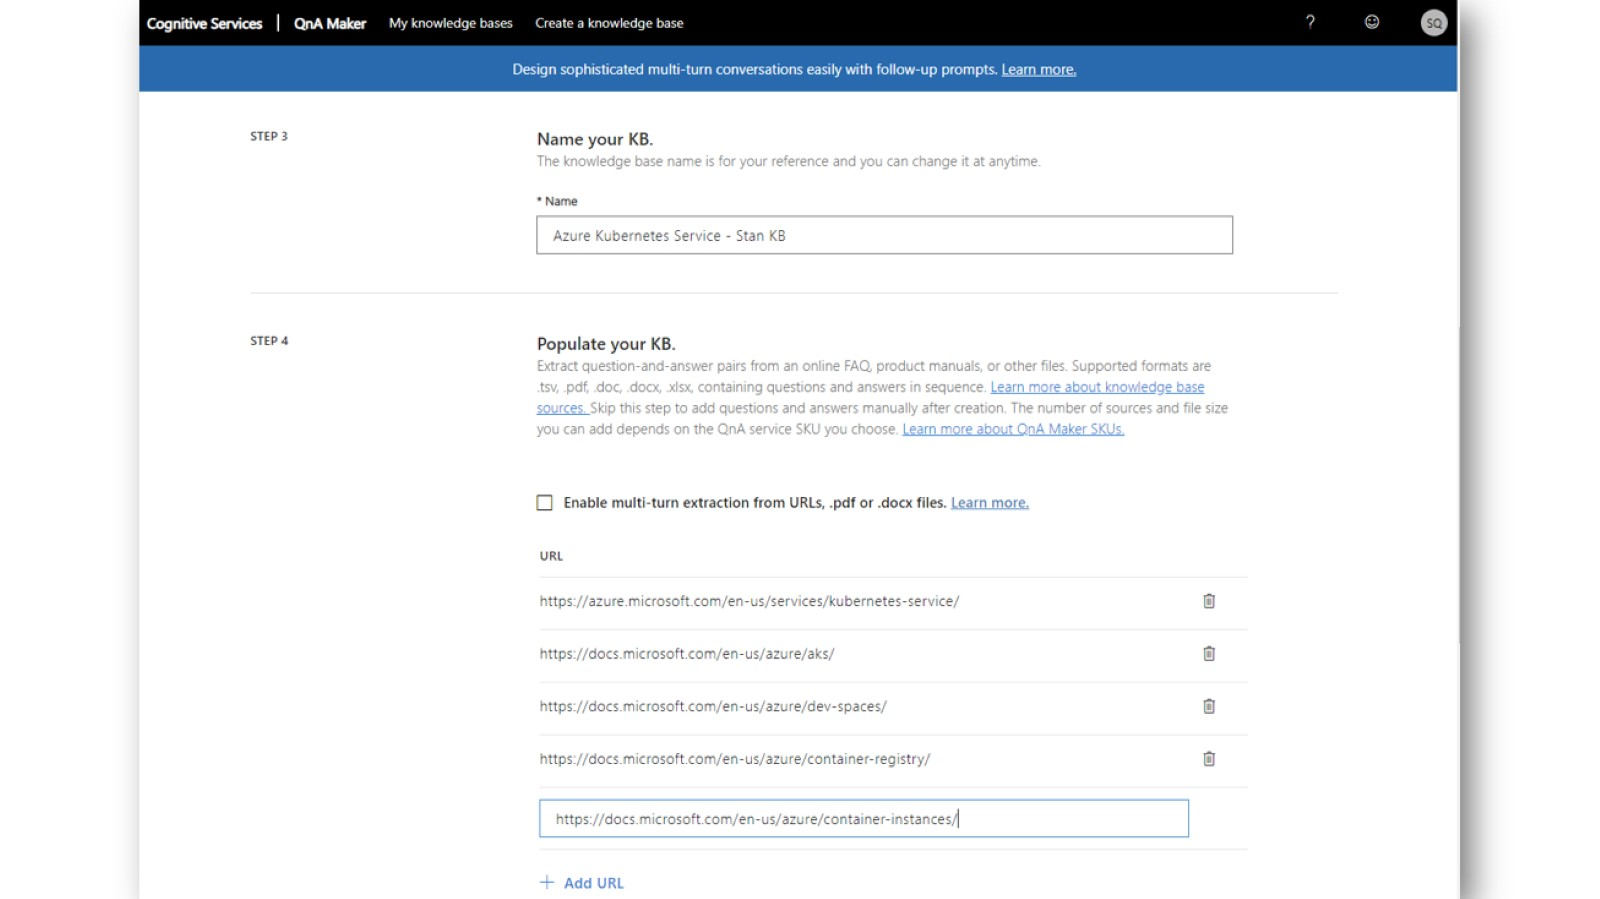 Cognitive Services | QnA Maker My knowledge bases Create a knowledge base ? SQ
Design sophisticated multi-turn conversations easily with follow-up prompts. Learn more.
STEP 3
Name your KB.
The knowledge base name is for your reference and you can change it at anytime.
* Name
Azure Kubernetes Service - Stan KB
STEP 4
Populate your KB.
Extract question-and-answer pairs from an online FAQ, product manuals, or other files. Supported formats are
.tsv, .pdf, .doc, .docx, .xlsx, containing questions and answers in sequence. Learn more about knowledge base
sources. Skip this step to add questions and answers manually after creation. The number of sources and file size
you can add depends on the QnA service SKU you choose. Learn more about QnA Maker SKUs.
Enable multi-turn extraction from URLs, .pdf or .docx files. Learn more.
URL
https://azure.microsoft.com/en-us/services/kubernetes-service/
https://docs.microsoft.com/en-us/azure/aks/
https://docs.microsoft.com/en-us/azure/dev-spaces/
https://docs.microsoft.com/en-us/azure/container-registry/
https://docs.microsoft.com/en-us/azure/container-instances/
+ Add URL